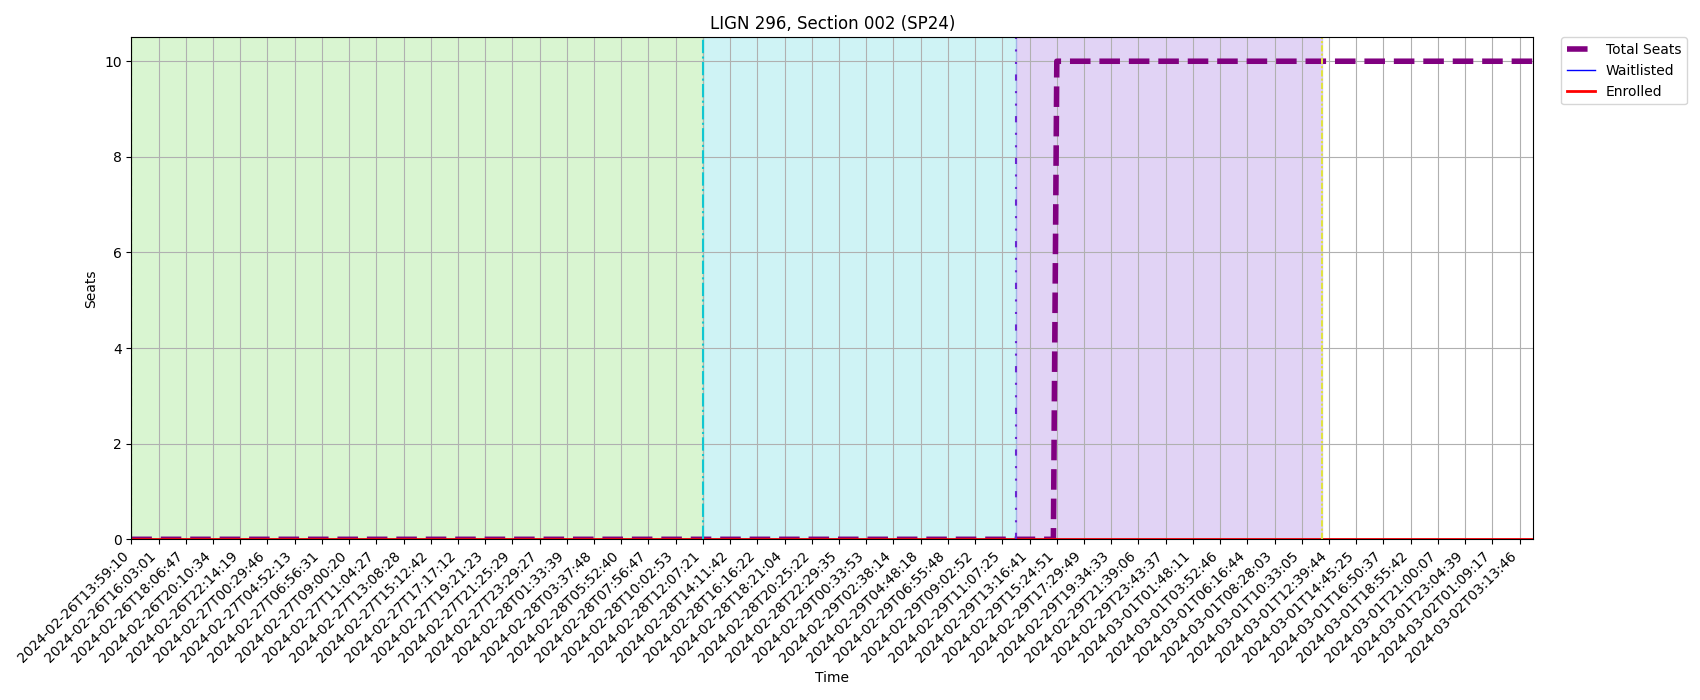 LIGN 296, Section 002 (SP24)
Total Seats
Waitlisted
Enrolled
10
8
6
4
2
0
Seats
2024-02-26T13:59:10
2024-02-26T16:03:01
2024-02-26T18:06:47
2024-02-26T20:10:34
2024-02-26T22:14:19
2024-02-27T00:29:46
2024-02-27T04:52:13
2024-02-27T06:56:31
2024-02-27T09:00:20
2024-02-27T11:04:27
2024-02-27T13:08:28
2024-02-27T15:12:42
2024-02-27T17:17:12
2024-02-27T19:21:23
2024-02-27T21:25:29
2024-02-27T23:29:27
2024-02-28T01:33:39
2024-02-28T03:37:48
2024-02-28T05:52:40
2024-02-28T07:56:47
2024-02-28T10:02:53
2024-02-28T12:07:21
2024-02-28T14:11:42
2024-02-28T16:16:22
2024-02-28T18:21:04
2024-02-28T20:25:22
2024-02-28T22:29:35
2024-02-29T00:33:53
2024-02-29T02:38:14
2024-02-29T04:48:18
2024-02-29T06:55:48
2024-02-29T09:02:52
2024-02-29T11:07:25
2024-02-29T13:16:41
2024-02-29T15:24:51
2024-02-29T17:29:49
2024-02-29T19:34:33
2024-02-29T21:39:06
2024-02-29T23:43:37
2024-03-01T01:48:11
2024-03-01T03:52:46
2024-03-01T06:16:44
2024-03-01T08:28:03
2024-03-01T10:33:05
2024-03-01T12:39:44
2024-03-01T14:45:25
2024-03-01T16:50:37
2024-03-01T18:55:42
2024-03-01T21:00:07
2024-03-01T23:04:39
2024-03-02T01:09:17
2024-03-02T03:13:46
Time